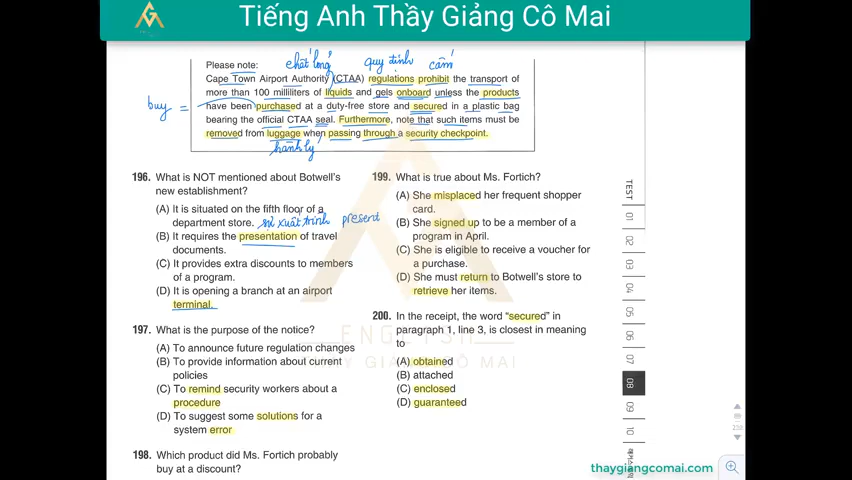 Tiếng Anh Thầy Giảng Cô Mai
Please note: chất lỏng quy định cấm
Cape Town Airport Authority (CTAA) regulations prohibit the transport of
more than 100 milliliters of liquids and gels onboard unless the products
buy = have been purchased at a duty-free store and secured in a plastic bag
bearing the official CTAA seal. Furthermore, note that such items must be
removed from luggage when passing through a security checkpoint.
hành lý
196. What is NOT mentioned about Botwell's
new establishment?
(A) It is situated on the fifth floor of a
department store. sự xuất trình present
(B) It requires the presentation of travel
documents.
(C) It provides extra discounts to members
of a program.
(D) It is opening a branch at an airport
terminal.
197. What is the purpose of the notice?
(A) To announce future regulation changes
(B) To provide information about current
policies
(C) To remind security workers about a
procedure
(D) To suggest some solutions for a
system error
198. Which product did Ms. Fortich probably
buy at a discount?
199. What is true about Ms. Fortich?
(A) She misplaced her frequent shopper
card.
(B) She signed up to be a member of a
program in April.
(C) She is eligible to receive a voucher for
a purchase.
(D) She must return to Botwell's store to
retrieve her items.
200. In the receipt, the word "secured" in
paragraph 1, line 3, is closest in meaning
to
(A) obtained
(B) attached
(C) enclosed
(D) guaranteed
ENGLISH
THẦY GIẢNG CÔ MAI
TEST
01
02
03
04
05
06
07
08
09
10
thaygiangcomai.com